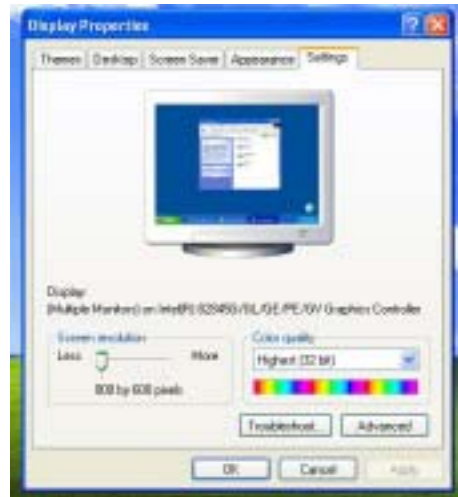 Display Properties
Themes Desktop Screen Saver Appearance Settings
Display:
(Multiple Monitors) on Intel(R) 82845G/GL/GE/PE/GV Graphics Controller
Screen resolution
Color quality
Less More
Highest (32 bit)
800 by 600 pixels
Troubleshoot... Advanced
OK Cancel Apply